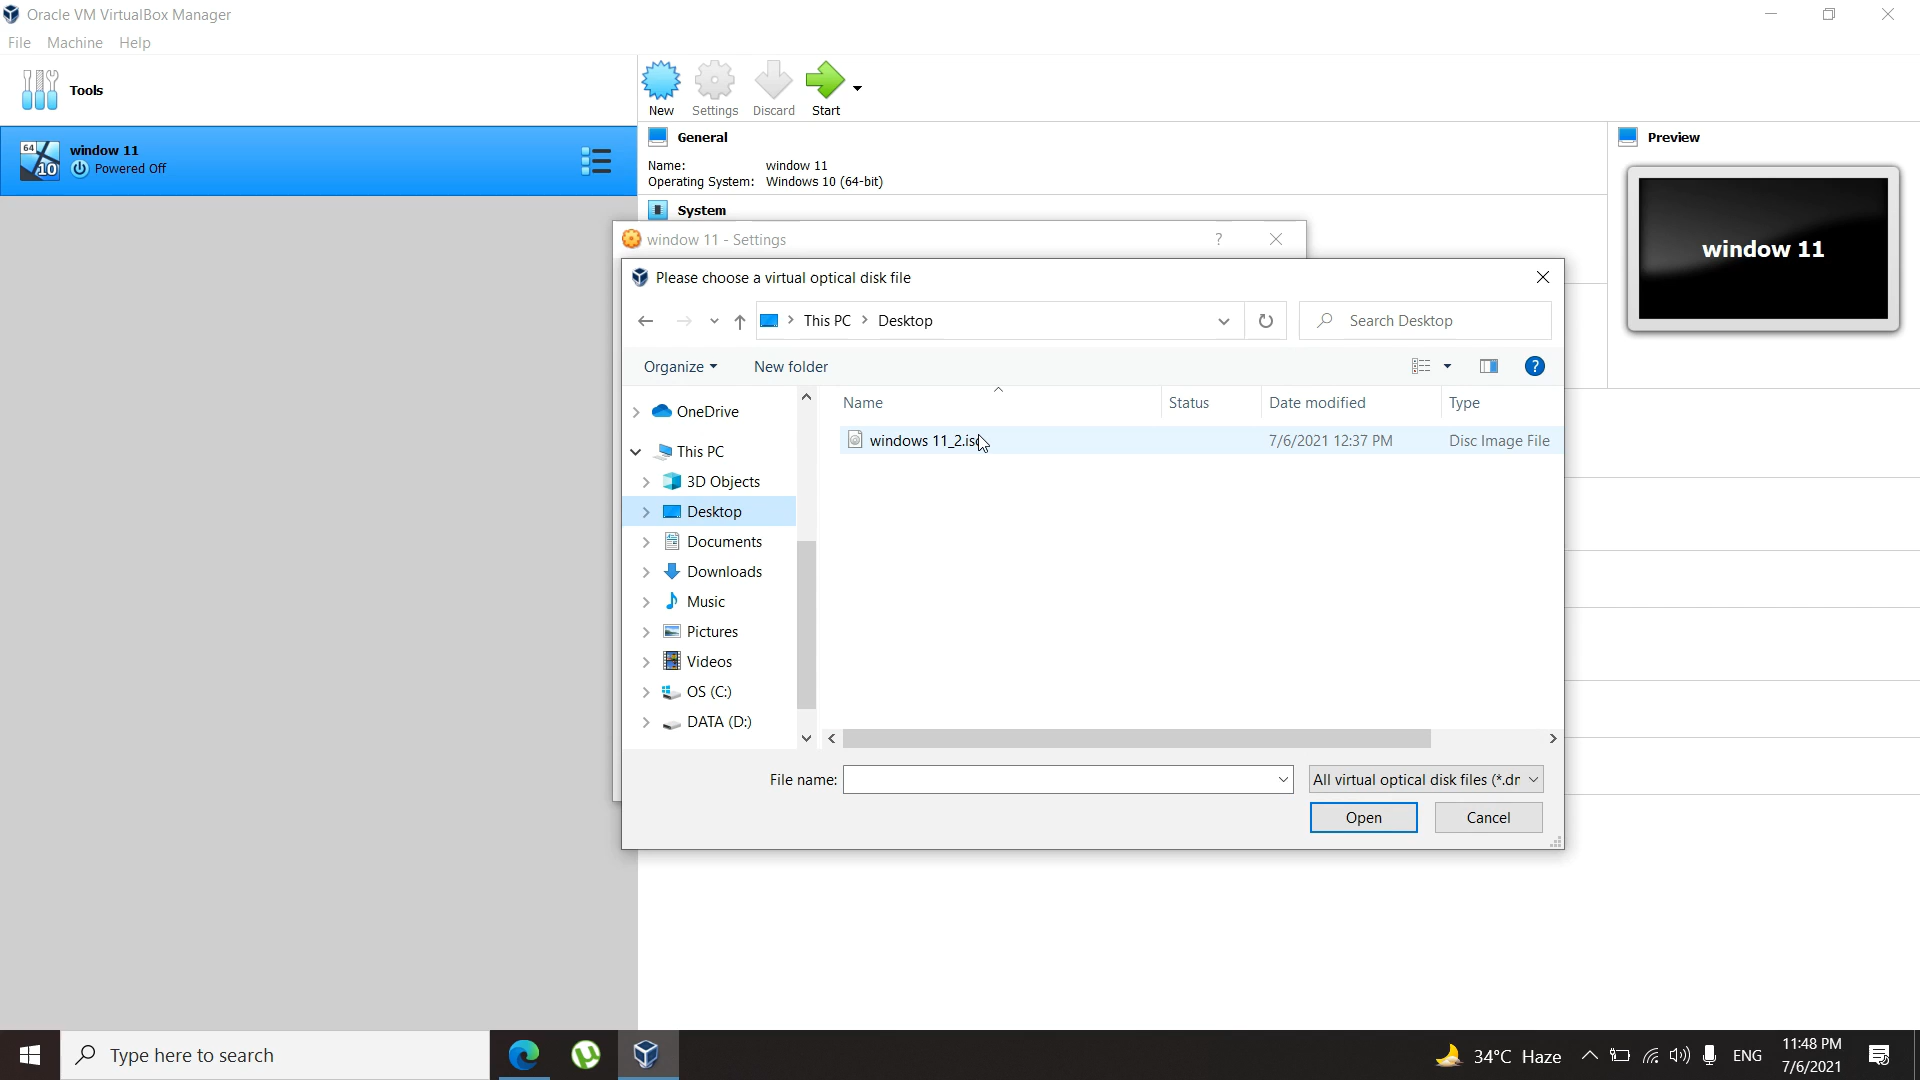 Oracle VM VirtualBox Manager
File Machine Help
Tools
New Settings Discard Start
64
10
window 11
Powered Off
General
Name: window 11
Operating System: Windows 10 (64-bit)
System
Preview
window 11
window 11 - Settings
?
Please choose a virtual optical disk file
This PC > Desktop
Search Desktop
Organize New folder
?
Name Status Date modified Type
windows 11_2.iso 7/6/2021 12:37 PM Disc Image File
OneDrive
This PC
3D Objects
Desktop
Documents
Downloads
Music
Pictures
Videos
OS (C:)
DATA (D:)
File name:
All virtual optical disk files (*.dr
Open Cancel
Type here to search
34°C Haze
ENG
11:48 PM
7/6/2021